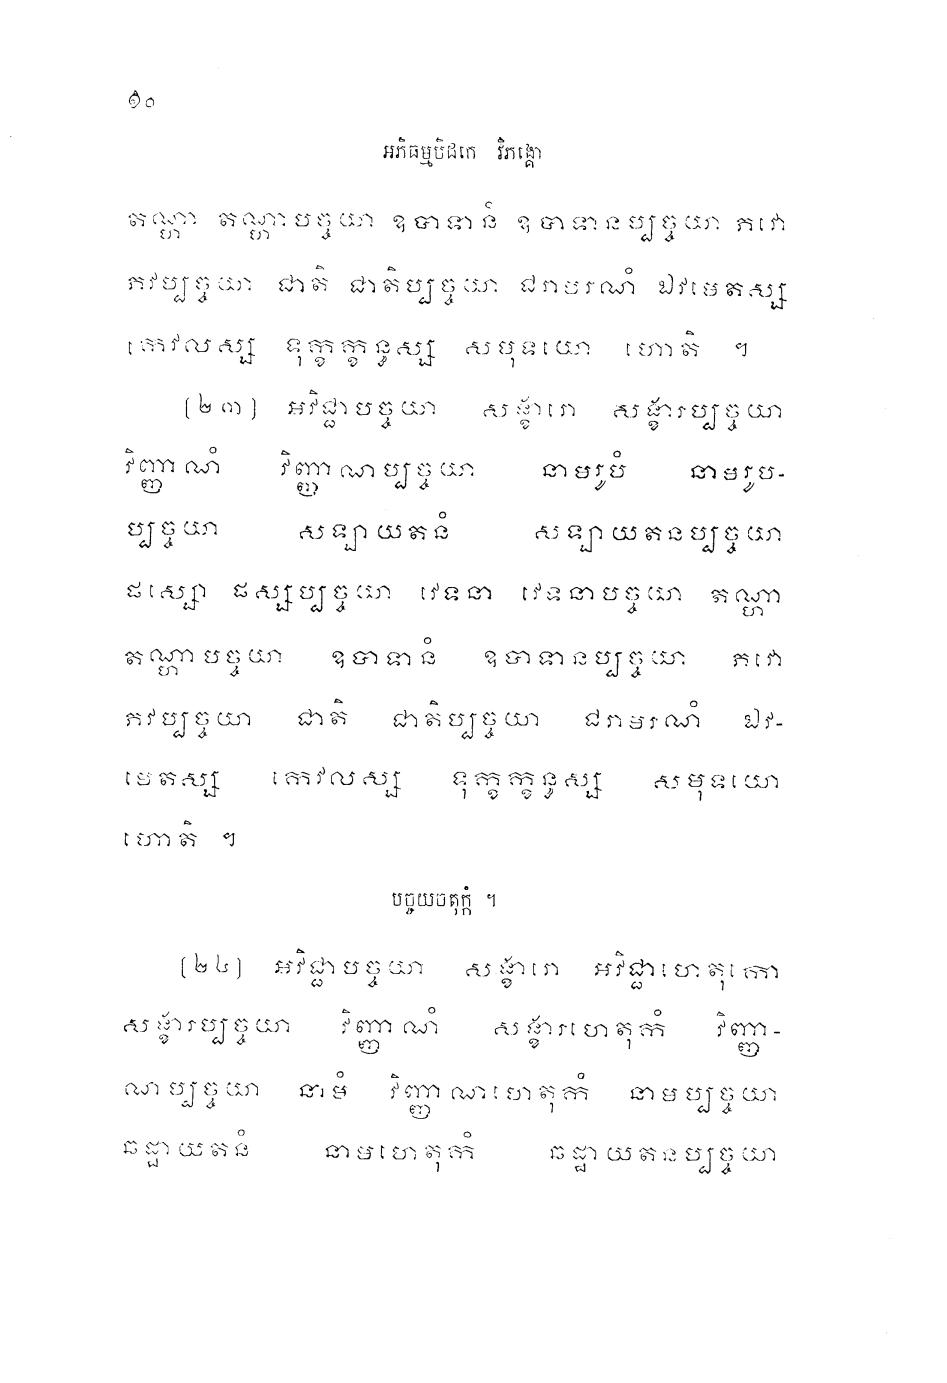 ១០
អភិធម្មបិដកេ វិភង្គោ
តណ្ហា តណ្ហាបច្ចយា ឧបាទានំ ឧបាទានប្បច្ចយា ភវោ
ភវប្បច្ចយា ជាតិ ជាតិប្បច្ចយា ជរាមរណំ ឯវមេតស្ស
កេវលស្ស ទុក្ខក្ខន្ធស្ស សមុទយោ ហោតិ ។
(២៣) អវិជ្ជាបច្ចយា សង្ខារោ សង្ខារប្បច្ចយា
វិញ្ញាណំ វិញ្ញាណប្បច្ចយា នាមរូបំ នាមរូប-
ប្បច្ចយា សឡាយតនំ សឡាយតនប្បច្ចយា
ផស្សោ ផស្សប្បច្ចយា វេទនា វេទនាបច្ចយា តណ្ហា
តណ្ហាបច្ចយា ឧបាទានំ ឧបាទានប្បច្ចយា ភវោ
ភវប្បច្ចយា ជាតិ ជាតិប្បច្ចយា ជរាមរណំ ឯវ-
មេតស្ស កេវលស្ស ទុក្ខក្ខន្ធស្ស សមុទយោ
ហោតិ ។
បច្ចយចតុក្កំ ។
(២៤) អវិជ្ជាបច្ចយា សង្ខារោ អវិជ្ជាហេតុកោ
សង្ខារប្បច្ចយា វិញ្ញាណំ សង្ខារហេតុកំ វិញ្ញា-
ណប្បច្ចយា នាមំ វិញ្ញាណហេតុកំ នាមប្បច្ចយា
ឆដ្ឋាយតនំ នាមហេតុកំ ឆដ្ឋាយតនប្បច្ចយា